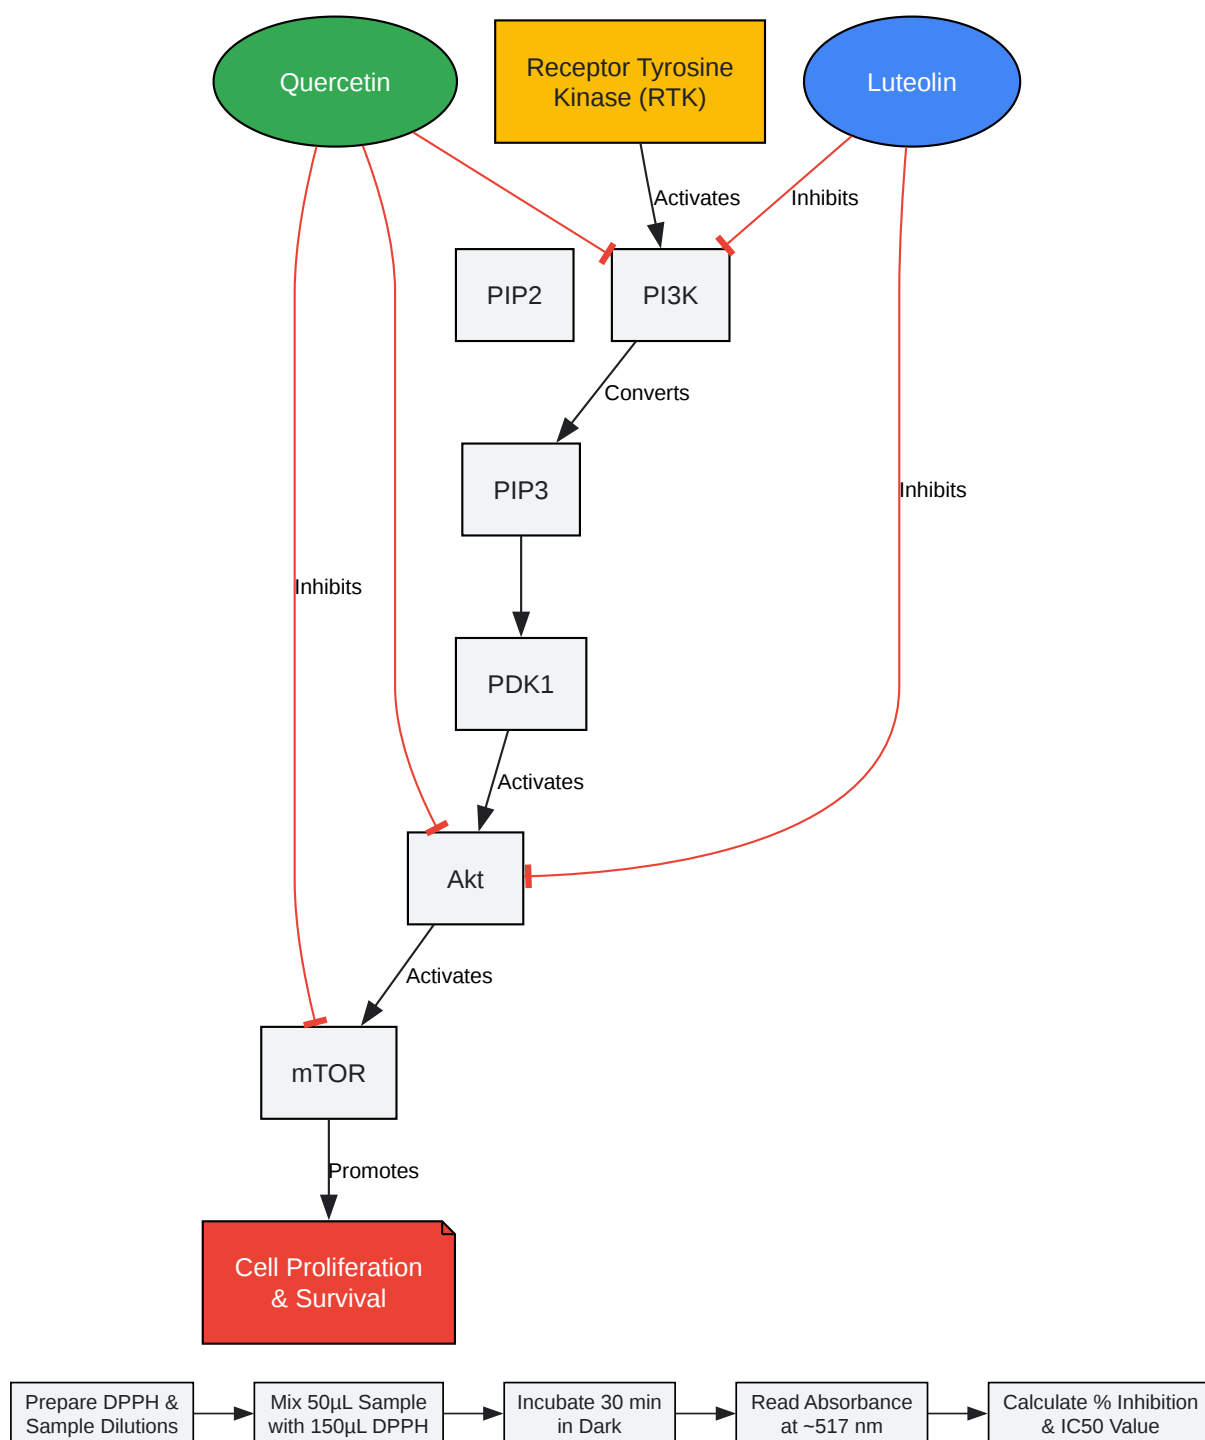 Quercetin
Receptor Tyrosine
Kinase (RTK)
Luteolin
Activates
Inhibits
PIP2
PI3K
Converts
PIP3
Inhibits
Inhibits
PDK1
Activates
Akt
Activates
mTOR
Promotes
Cell Proliferation
& Survival
Prepare DPPH &
Sample Dilutions
Mix 50µL Sample
with 150µL DPPH
Incubate 30 min
in Dark
Read Absorbance
at ~517 nm
Calculate % Inhibition
& IC50 Value